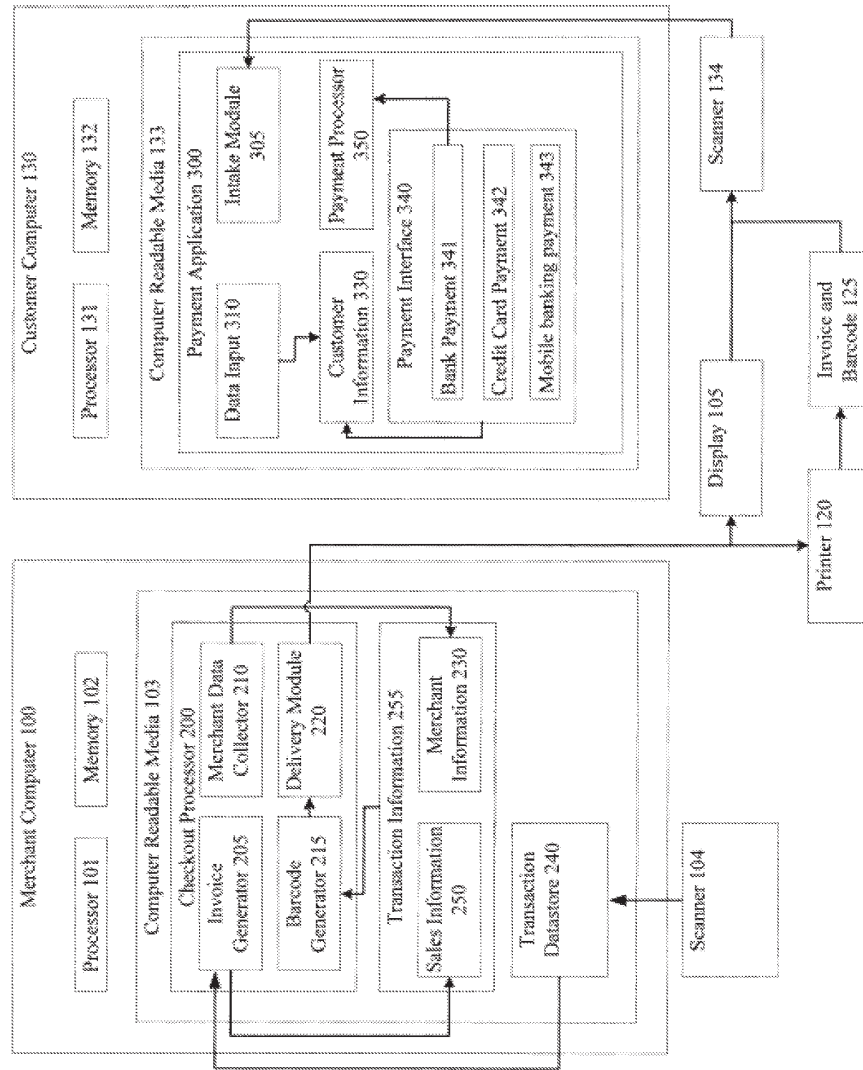 Merchant Computer 100
Processor 101
Memory 102
Computer Readable Media 103
Checkout Processor 200
Invoice
Generator 205
Merchant Data
Collector 210
Barcode
Generator 215
Delivery Module
220
Transaction Information 255
Sales Information
250
Merchant
Information 230
Transaction
Datastore 240
Scanner 104
Printer 120
Display 105
Invoice and
Barcode 125
Scanner 134
Customer Computer 130
Processor 131
Memory 132
Computer Readable Media 133
Payment Application 300
Data Input 310
Intake Module
305
Customer
Information 330
Payment Processor
350
Payment Interface 340
Bank Payment 341
Credit Card Payment 342
Mobile banking payment 343